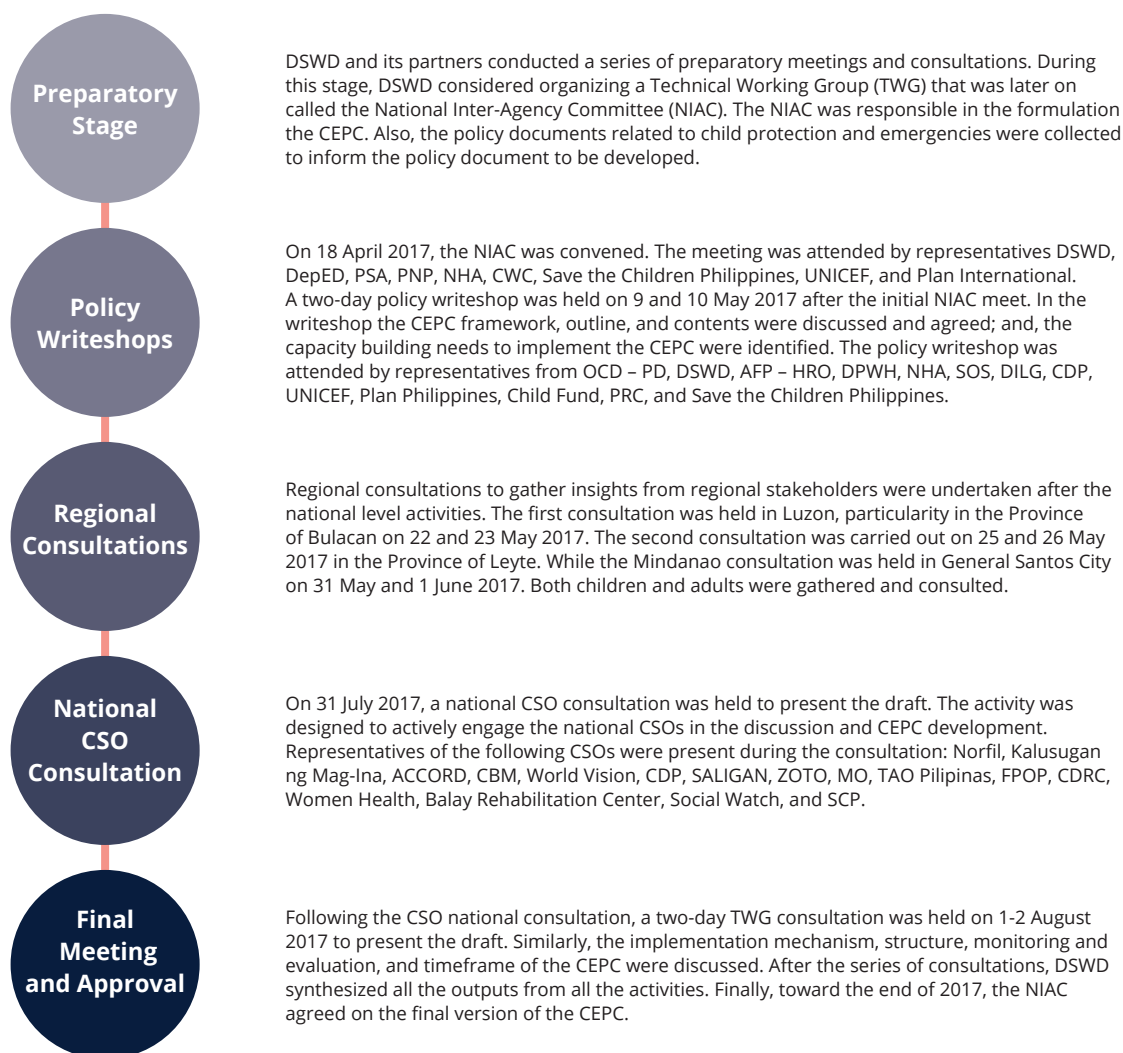 Preparatory
Stage
DSWD and its partners conducted a series of preparatory meetings and consultations. During
this stage, DSWD considered organizing a Technical Working Group (TWG) that was later on
called the National Inter-Agency Committee (NIAC). The NIAC was responsible in the formulation
the CEPC. Also, the policy documents related to child protection and emergencies were collected
to inform the policy document to be developed.
Policy
Writeshops
On 18 April 2017, the NIAC was convened. The meeting was attended by representatives DSWD,
DepED, PSA, PNP, NHA, CWC, Save the Children Philippines, UNICEF, and Plan International.
A two-day policy writeshop was held on 9 and 10 May 2017 after the initial NIAC meet. In the
writeshop the CEPC framework, outline, and contents were discussed and agreed; and, the
capacity building needs to implement the CEPC were identified. The policy writeshop was
attended by representatives from OCD – PD, DSWD, AFP – HRO, DPWH, NHA, SOS, DILG, CDP,
UNICEF, Plan Philippines, Child Fund, PRC, and Save the Children Philippines.
Regional
Consultations
Regional consultations to gather insights from regional stakeholders were undertaken after the
national level activities. The first consultation was held in Luzon, particularity in the Province
of Bulacan on 22 and 23 May 2017. The second consultation was carried out on 25 and 26 May
2017 in the Province of Leyte. While the Mindanao consultation was held in General Santos City
on 31 May and 1 June 2017. Both children and adults were gathered and consulted.
National
CSO
Consultation
On 31 July 2017, a national CSO consultation was held to present the draft. The activity was
designed to actively engage the national CSOs in the discussion and CEPC development.
Representatives of the following CSOs were present during the consultation: Norfil, Kalusugan
ng Mag-Ina, ACCORD, CBM, World Vision, CDP, SALIGAN, ZOTO, MO, TAO Pilipinas, FPOP, CDRC,
Women Health, Balay Rehabilitation Center, Social Watch, and SCP.
Final
Meeting
and Approval
Following the CSO national consultation, a two-day TWG consultation was held on 1-2 August
2017 to present the draft. Similarly, the implementation mechanism, structure, monitoring and
evaluation, and timeframe of the CEPC were discussed. After the series of consultations, DSWD
synthesized all the outputs from all the activities. Finally, toward the end of 2017, the NIAC
agreed on the final version of the CEPC.